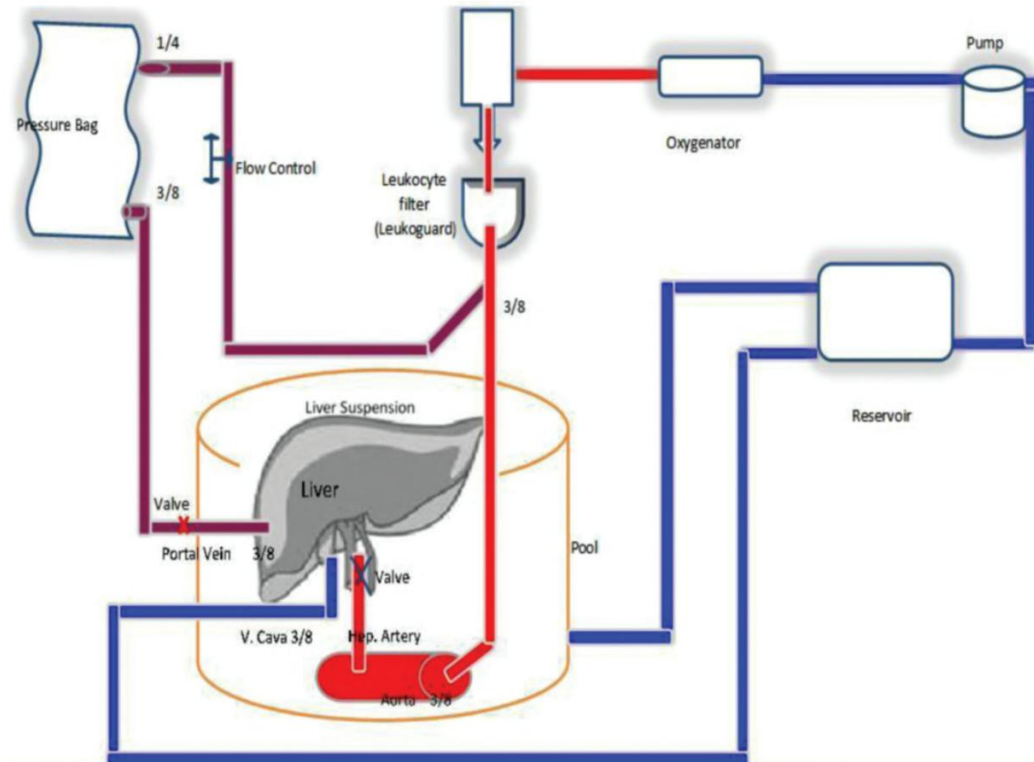 1/4
Pump
Pressure Bag
Oxygenator
Flow Control
Leukocyte
filter
(Leukoguard)
3/8
3/8
Reservoir
Liver Suspension
Liver
Valve
Portal Vein 3/8
Pool
Valve
V. Cava 3/8
Hep. Artery
Aorta 3/8